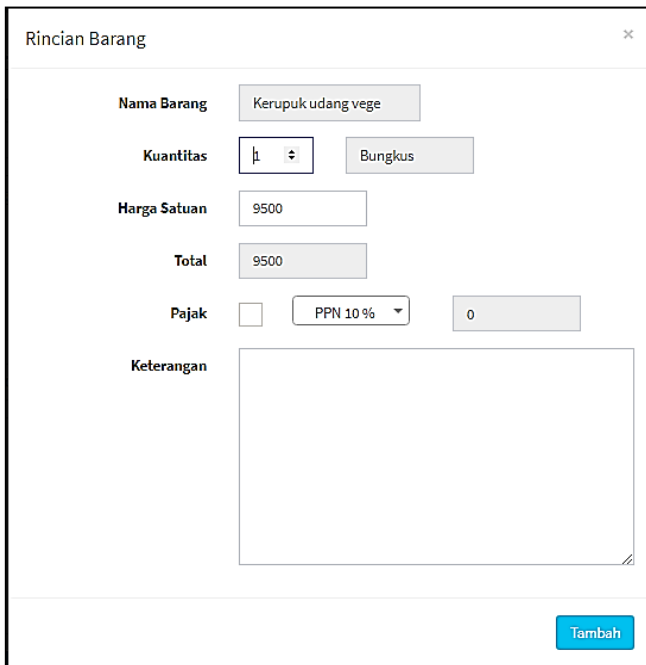 Rincian Barang ×
Nama Barang Kerupuk udang vege
Kuantitas 1 Bungkus
Harga Satuan 9500
Total 9500
Pajak PPN 10 % 0
Keterangan
Tambah